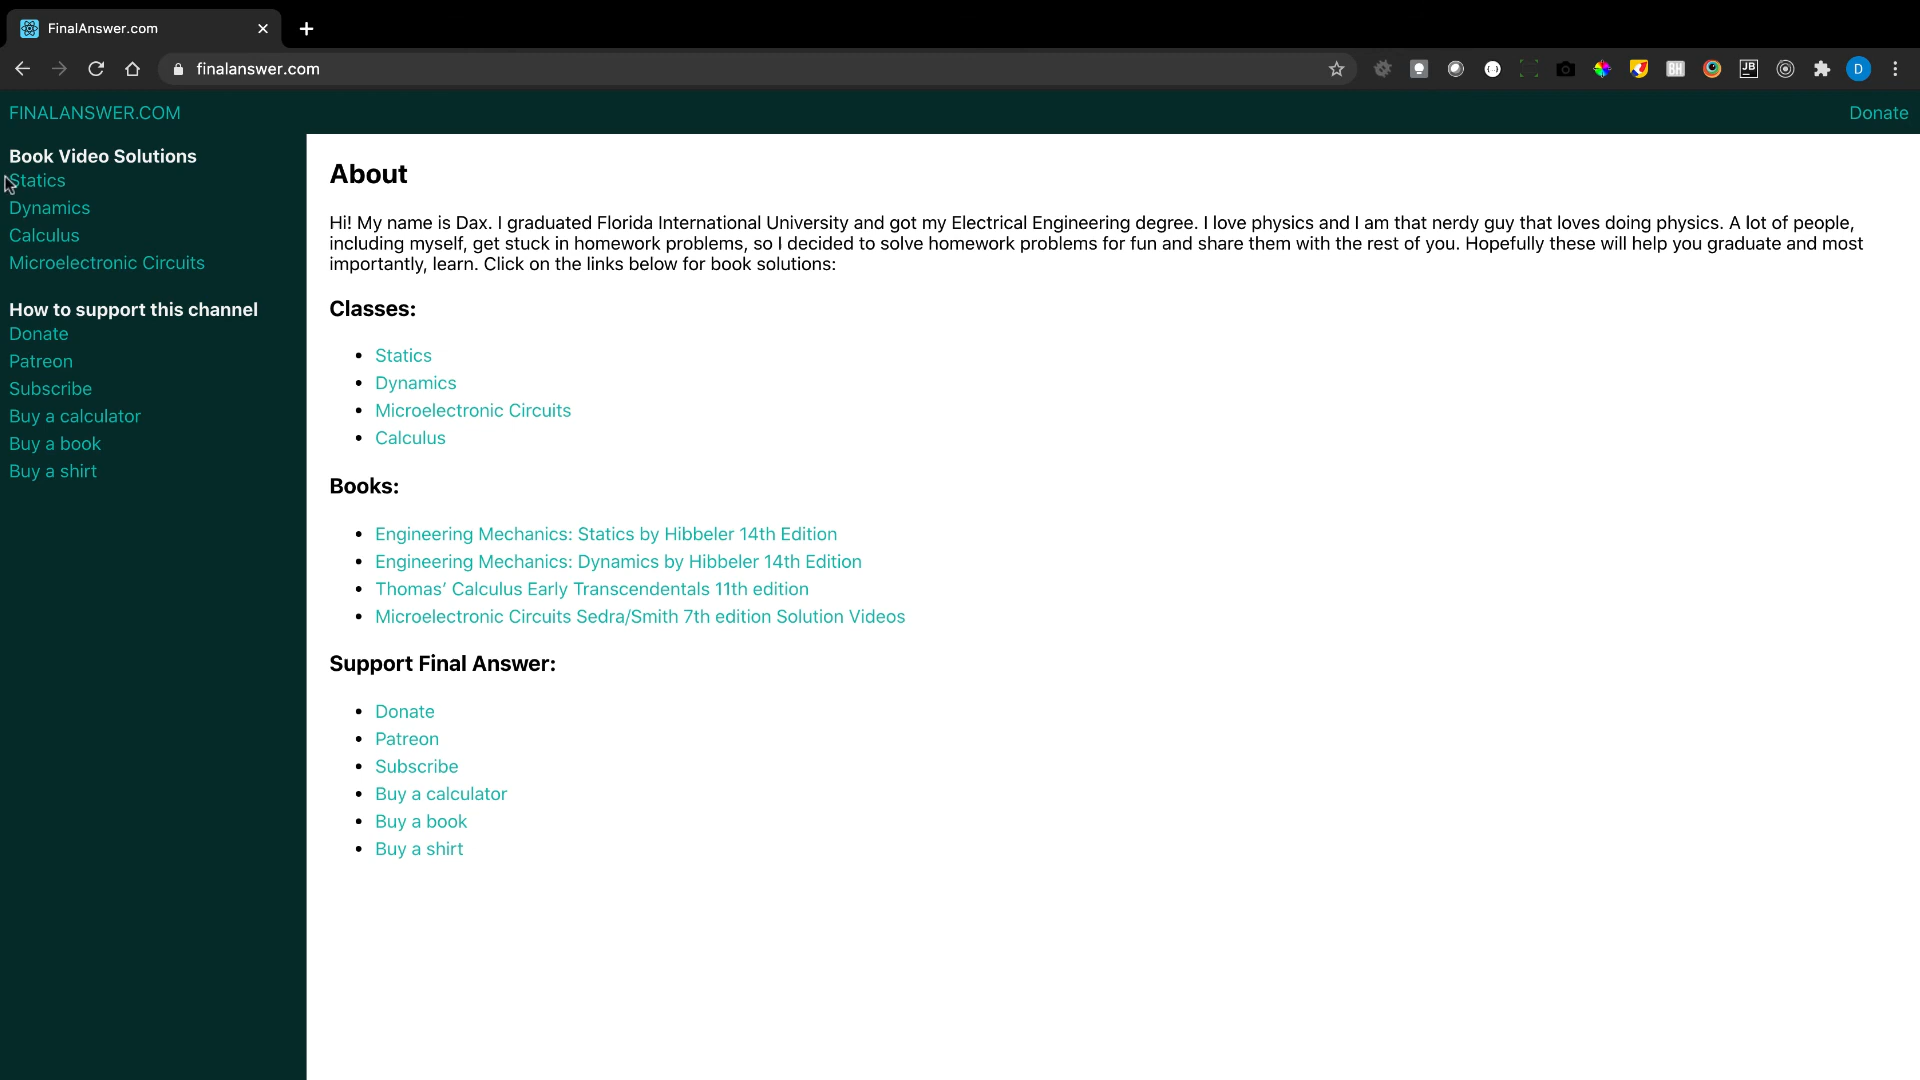 FinalAnswer.com
finalanswer.com
JB
BH
D
FINALANSWER.COM
Donate
Book Video Solutions
Statics
Dynamics
Calculus
Microelectronic Circuits
How to support this channel
Donate
Patreon
Subscribe
Buy a calculator
Buy a book
Buy a shirt
About
Hi! My name is Dax. I graduated Florida International University and got my Electrical Engineering degree. I love physics and I am that nerdy guy that loves doing physics. A lot of people,
including myself, get stuck in homework problems, so I decided to solve homework problems for fun and share them with the rest of you. Hopefully these will help you graduate and most
importantly, learn. Click on the links below for book solutions:
Classes:
Statics
Dynamics
Microelectronic Circuits
Calculus
Books:
Engineering Mechanics: Statics by Hibbeler 14th Edition
Engineering Mechanics: Dynamics by Hibbeler 14th Edition
Thomas’ Calculus Early Transcendentals 11th edition
Microelectronic Circuits Sedra/Smith 7th edition Solution Videos
Support Final Answer:
Donate
Patreon
Subscribe
Buy a calculator
Buy a book
Buy a shirt